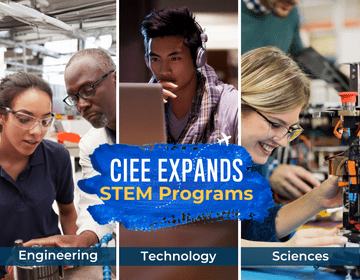 CIEE EXPANDS
STEM Programs
Engineering
Technology
Sciences